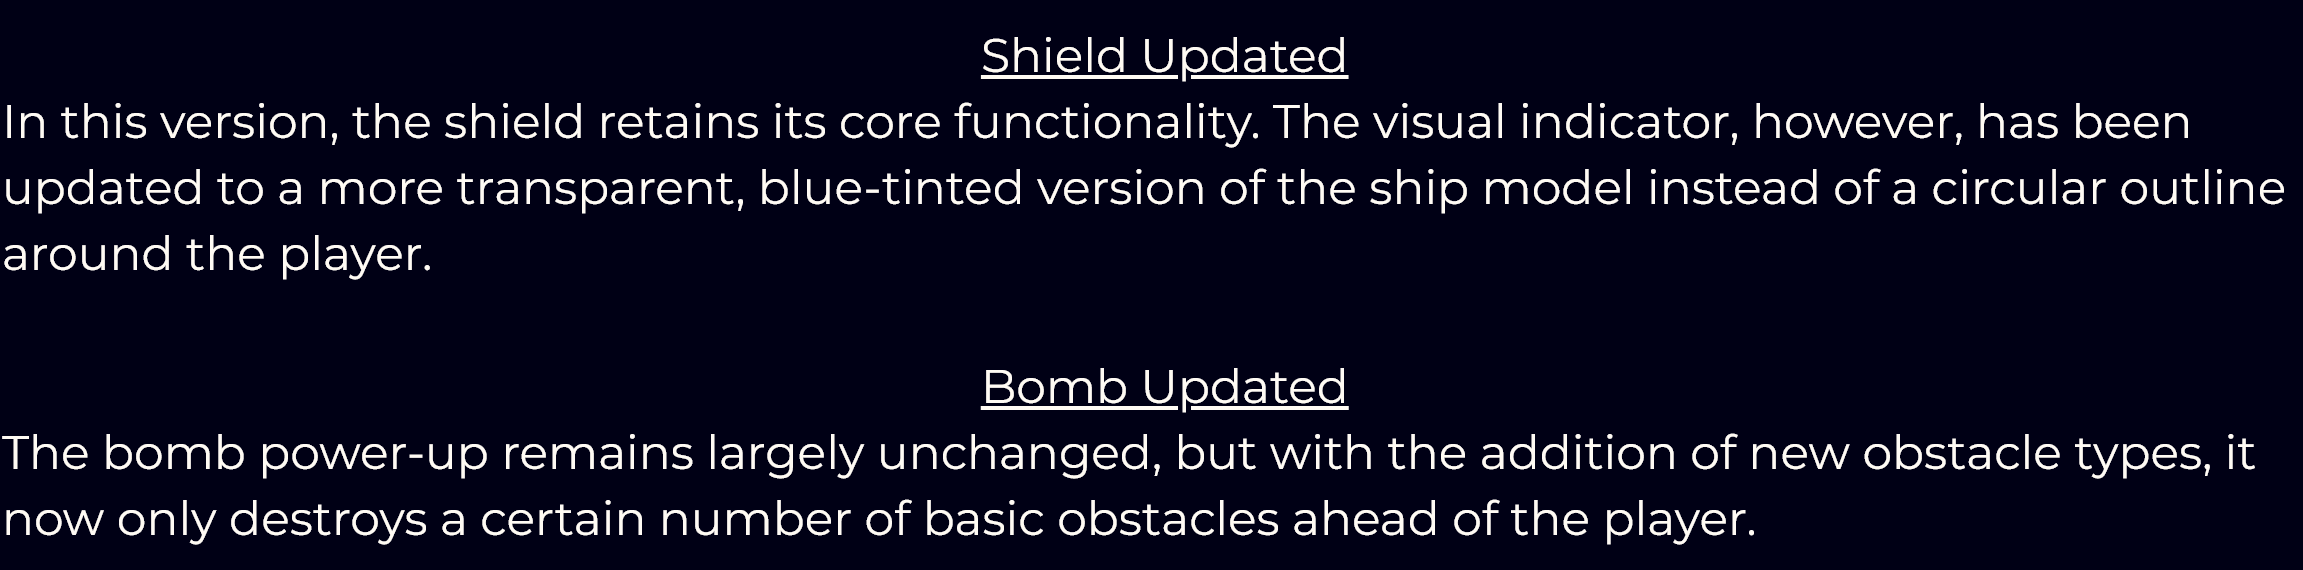 Shield Updated
In this version, the shield retains its core functionality. The visual indicator, however, has been
updated to a more transparent, blue-tinted version of the ship model instead of a circular outline
around the player.
Bomb Updated
The bomb power-up remains largely unchanged, but with the addition of new obstacle types, it
now only destroys a certain number of basic obstacles ahead of the player.